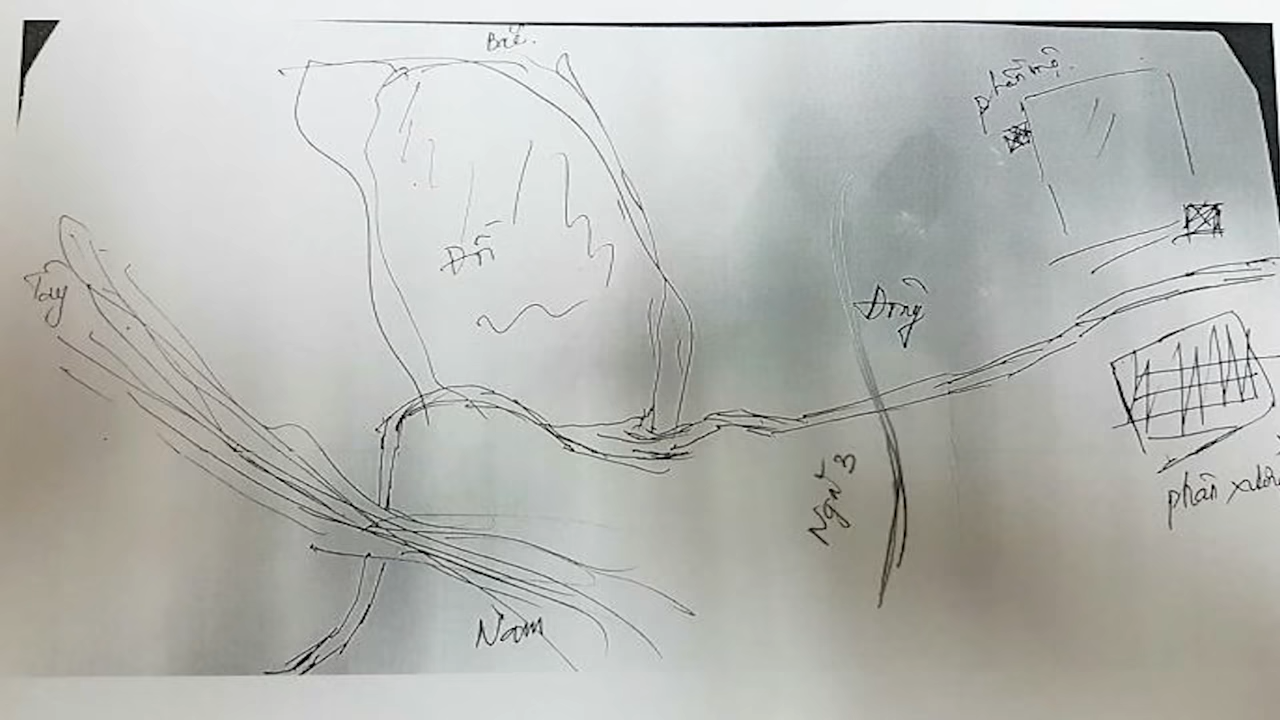 Bắc.
phần mộ.
Tây
Đồi
Đông
Ngã 3
phần
Nam